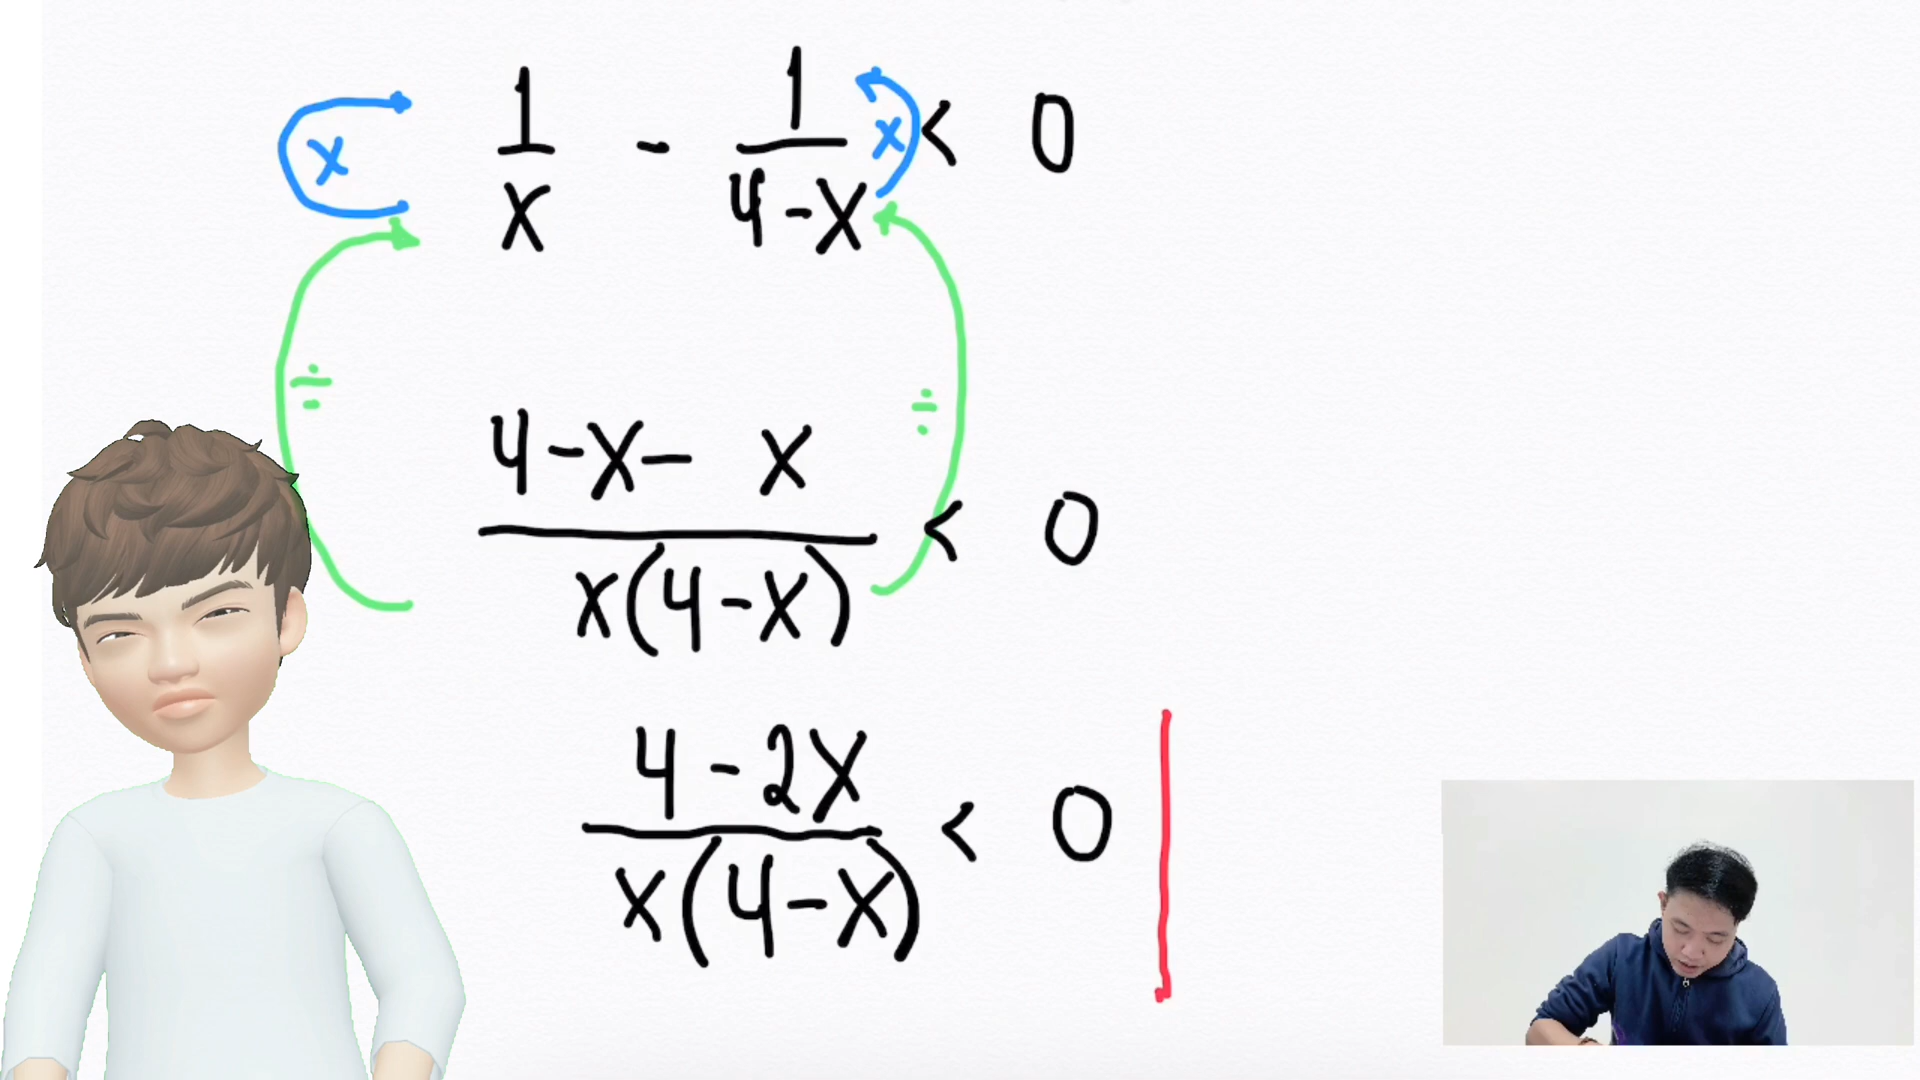 x 1/x - 1/4-x x < 0
÷ ÷
4-x- x / x(4-x) < 0
4-2x / x(4-x) < 0